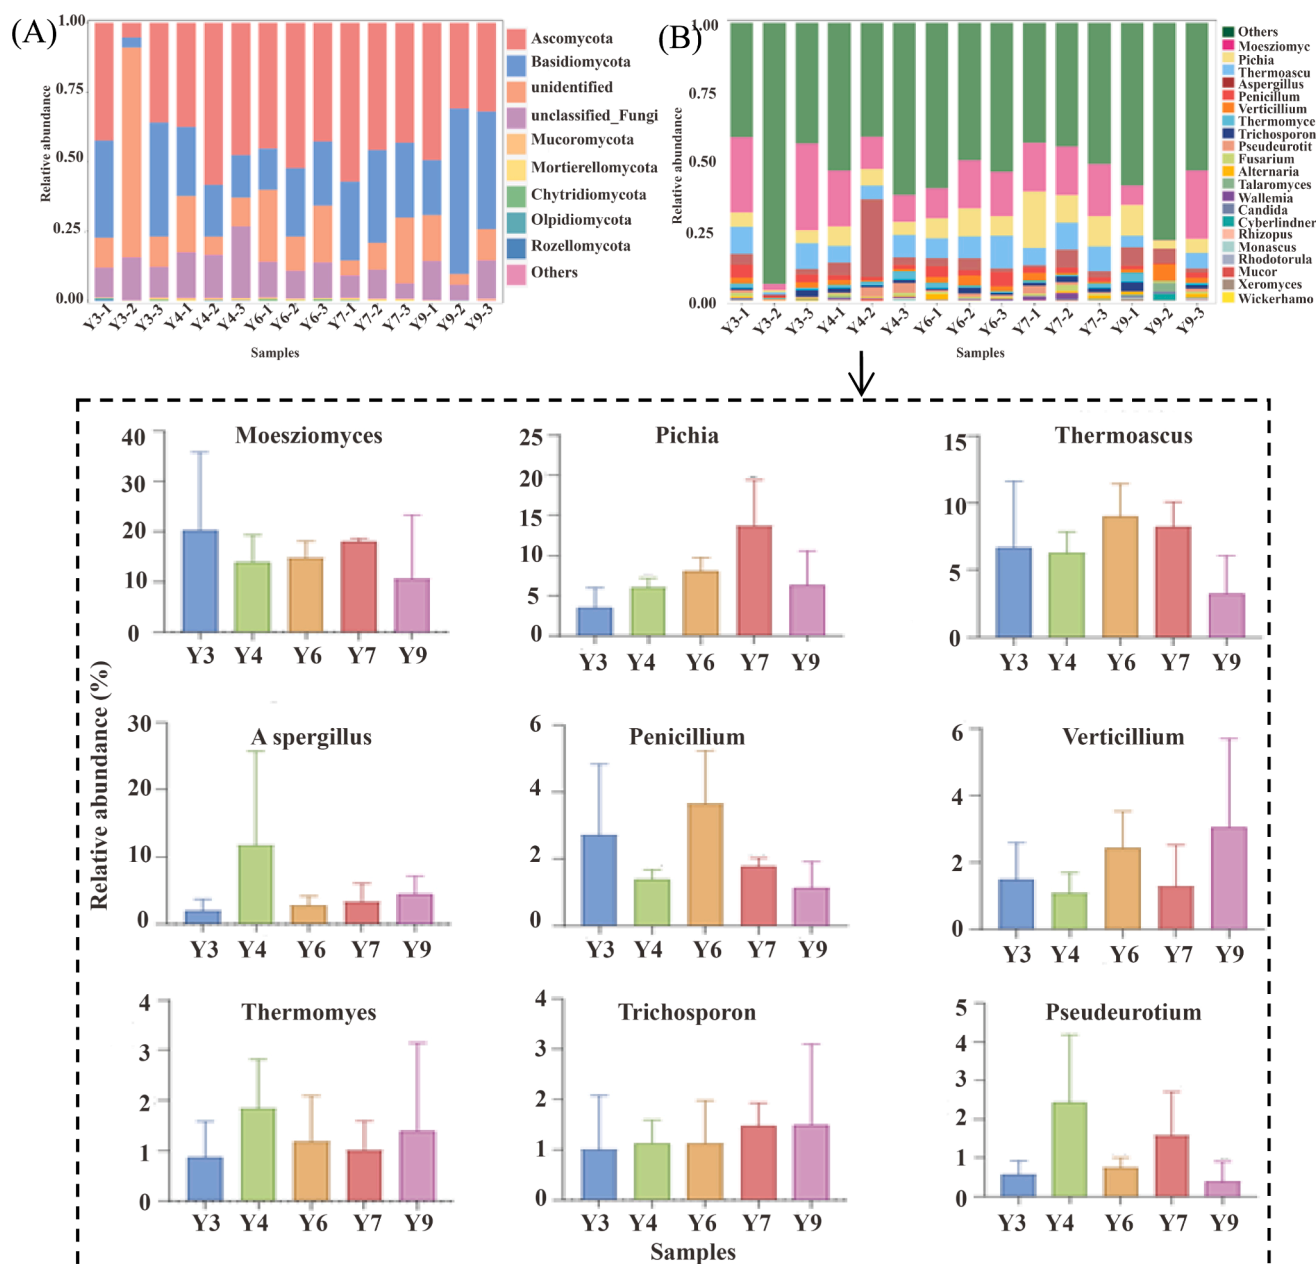 (A)
1.00
0.75
0.50
0.25
0.00
Relative abundance
Y3-1 Y3-2 Y3-3 Y4-1 Y4-2 Y4-3 Y6-1 Y6-2 Y6-3 Y7-1 Y7-2 Y7-3 Y9-1 Y9-2 Y9-3
Samples
Ascomycota
Basidiomycota
unidentified
unclassified_Fungi
Mucoromycota
Mortierellomycota
Chytridiomycota
Olpidiomycota
Rozellomycota
Others
(B)
1.00
0.75
0.50
0.25
0.00
Relative abundance
Y3-1 Y3-2 Y3-3 Y4-1 Y4-2 Y4-3 Y6-1 Y6-2 Y6-3 Y7-1 Y7-2 Y7-3 Y9-1 Y9-2 Y9-3
Samples
Others
Moesziomyc
Pichia
Thermoascu
Aspergillus
Penicillum
Verticillium
Thermomyce
Trichosporon
Pseudeurotit
Fusarium
Alternaria
Talaromyces
Wallemia
Candida
Cyberlindner
Rhizopus
Monascus
Rhodotorula
Mucor
Xeromyces
Wickerhamo
Relative abundance (%)
Moesziomyces
40
30
20
10
0
Y3 Y4 Y6 Y7 Y9
Pichia
25
20
15
10
5
0
Y3 Y4 Y6 Y7 Y9
Thermoascus
15
10
5
0
Y3 Y4 Y6 Y7 Y9
A spergillus
30
20
10
0
Y3 Y4 Y6 Y7 Y9
Penicillium
6
4
2
0
Y3 Y4 Y6 Y7 Y9
Verticillium
6
4
2
0
Y3 Y4 Y6 Y7 Y9
Thermomyes
4
3
2
1
0
Y3 Y4 Y6 Y7 Y9
Trichosporon
4
3
2
1
0
Y3 Y4 Y6 Y7 Y9
Pseudeurotium
5
4
3
2
1
0
Y3 Y4 Y6 Y7 Y9
Samples